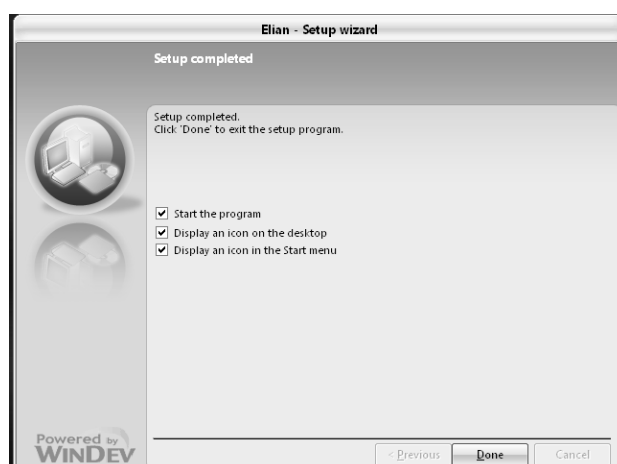 Elian - Setup wizard
Setup completed
Setup completed.
Click 'Done' to exit the setup program.
Start the program
Display an icon on the desktop
Display an icon in the Start menu
Powered by
WINDEV
< Previous
Done
Cancel